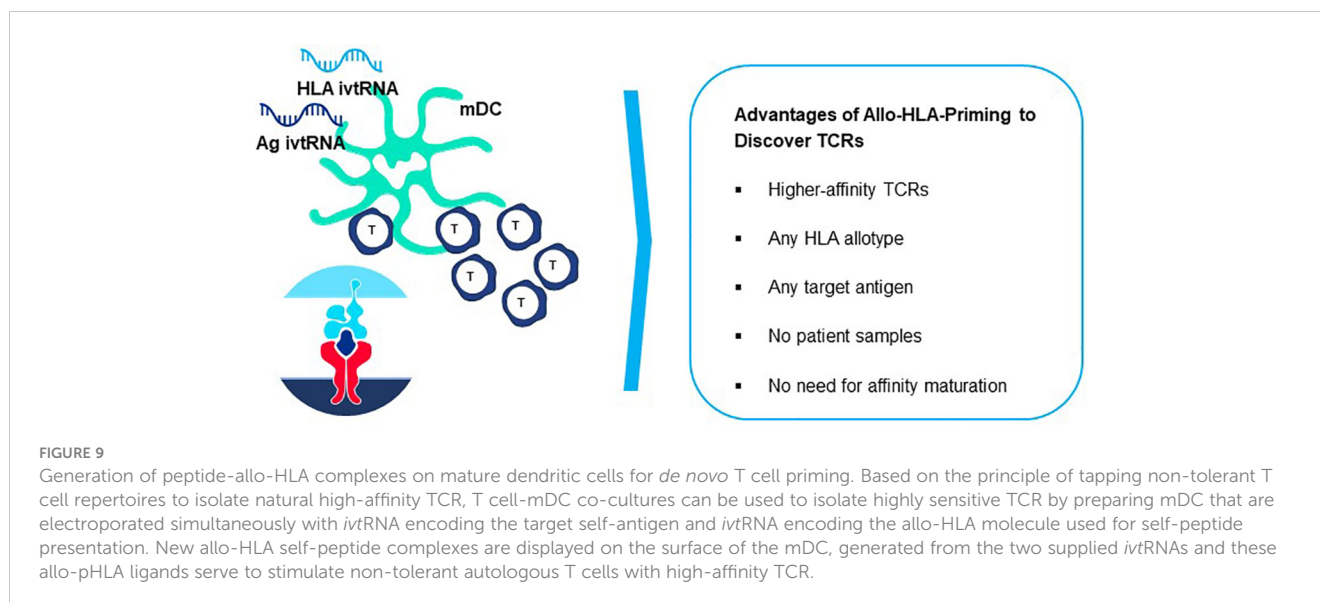 HLA ivtRNA
mDC
Ag ivtRNA
T
T
T
T
T
T
T
Advantages of Allo-HLA-Priming to
Discover TCRs
▪ Higher-affinity TCRs
▪ Any HLA allotype
▪ Any target antigen
▪ No patient samples
▪ No need for affinity maturation
FIGURE 9
Generation of peptide-allo-HLA complexes on mature dendritic cells for de novo T cell priming. Based on the principle of tapping non-tolerant T
cell repertoires to isolate natural high-affinity TCR, T cell-mDC co-cultures can be used to isolate highly sensitive TCR by preparing mDC that are
electroporated simultaneously with ivtRNA encoding the target self-antigen and ivtRNA encoding the allo-HLA molecule used for self-peptide
presentation. New allo-HLA self-peptide complexes are displayed on the surface of the mDC, generated from the two supplied ivtRNAs and these
allo-pHLA ligands serve to stimulate non-tolerant autologous T cells with high-affinity TCR.